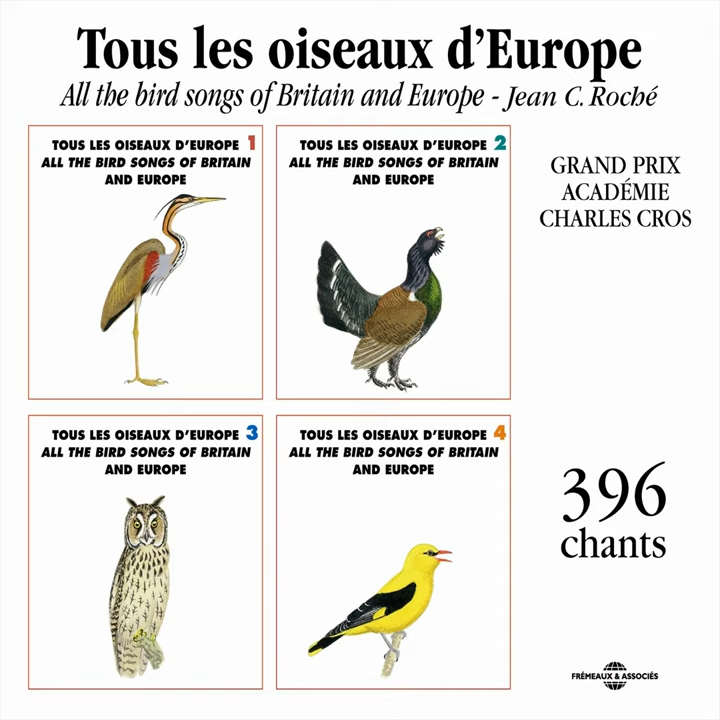 Tous les oiseaux d'Europe
All the bird songs of Britain and Europe - Jean C. Roché
TOUS LES OISEAUX D'EUROPE 1
ALL THE BIRD SONGS OF BRITAIN
AND EUROPE
TOUS LES OISEAUX D'EUROPE 2
ALL THE BIRD SONGS OF BRITAIN
AND EUROPE
GRAND PRIX
ACADÉMIE
CHARLES CROS
TOUS LES OISEAUX D'EUROPE 3
ALL THE BIRD SONGS OF BRITAIN
AND EUROPE
TOUS LES OISEAUX D'EUROPE 4
ALL THE BIRD SONGS OF BRITAIN
AND EUROPE
396
chants
FRÉMEAUX & ASSOCIÉS